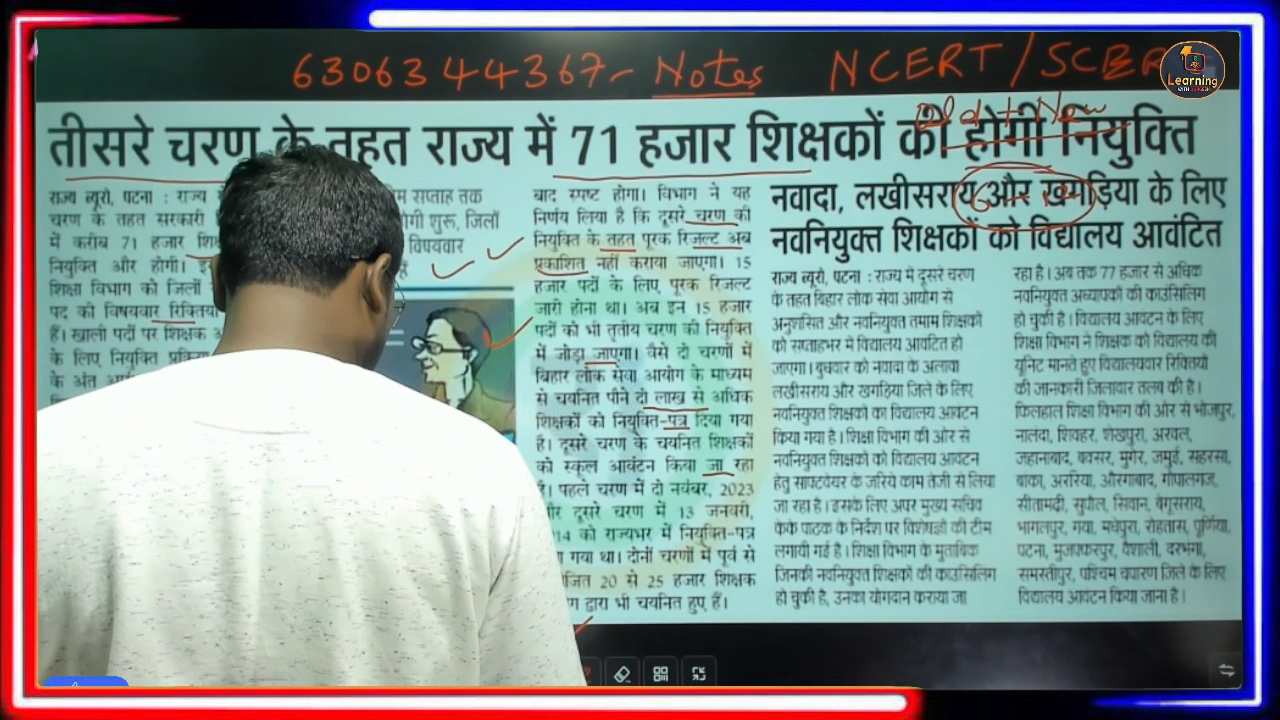 636344367- Notes NCERT/SCERT
Learning
Old + New
तीसरे चरण के तहत राज्य में 71 हजार शिक्षकों की होगी नियुक्ति
राज्य ब्यूरो, पटना : राज्य
चरण के तहत सरकारी
में करीब 71 हजार
नियुक्ति और होगी।
शिक्षा विभाग को जिलों
पद की विषयवार रिक्तियां
हैं। खाली पदों पर शिक्षक
के लिए नियुक्ति
के अंत
सप्ताह तक
होगी शुरू, जिलों
विषयवार
बाद स्पष्ट होगा। विभाग ने यह
निर्णय लिया है कि दूसरे चरण की
नियुक्ति के तहत पूरक रिजल्ट अब
प्रकाशित नहीं कराया जाएगा। 15
हजार पदों के लिए पूरक रिजल्ट
जारी होना था। अब इन 15 हजार
पदों को भी तृतीय चरण की नियुक्ति
में जोड़ा जाएगा। वैसे दो चरणों में
बिहार लोक सेवा आयोग के माध्यम
से चयनित पौने दो लाख से अधिक
शिक्षकों को नियुक्ति-पत्र दिया गया
है। दूसरे चरण के चयनित शिक्षकों
को स्कूल आवंटन किया जा रहा
है। पहले चरण में दो नवंबर, 2023
और दूसरे चरण में 13 जनवरी,
को राज्यभर में नियुक्ति-पत्र
गया था। दोनों चरणों में पूर्व से
20 से 25 हजार शिक्षक
द्वारा भी चयनित हुए हैं।
नवादा, लखीसराय और खगड़िया के लिए
नवनियुक्त शिक्षकों को विद्यालय आवंटित
राज्य ब्यूरो, पटना : राज्य में दूसरे चरण
के तहत बिहार लोक सेवा आयोग से
अनुशंसित और नवनियुक्त तमाम शिक्षकों
को सप्ताहभर में विद्यालय आवंटित हो
जाएगा। बुधवार को नवादा के अलावा
लखीसराय और खगड़िया जिले के लिए
नवनियुक्त शिक्षकों का विद्यालय आवंटन
किया गया है। शिक्षा विभाग की ओर से
नवनियुक्त शिक्षकों को विद्यालय आवंटन
हेतु साफ्टवेयर के जरिये काम तेजी से लिया
जा रहा है। इसके लिए अपर मुख्य सचिव
केके पाठक के निर्देश पर विशेषज्ञों की टीम
लगायी गई है। शिक्षा विभाग के मुताबिक
जिनकी नवनियुक्त शिक्षकों की काउंसिलिंग
हो चुकी है, उनका योगदान कराया जा
रहा है। अब तक 77 हजार से अधिक
नवनियुक्त अध्यापकों की काउंसिलिंग
हो चुकी है। विद्यालय आवंटन के लिए
शिक्षा विभाग ने शिक्षक को विद्यालय की
यूनिट मानते हुए विद्यालयवार रिक्तियों
की जानकारी जिलावार तलब की है।
फिलहाल शिक्षा विभाग की ओर से भोजपुर,
नालंदा, शिवहर, शेखपुरा, अरवल,
जहानाबाद, बक्सर, मुंगेर, जमुई, सहरसा,
बांका, अररिया, औरंगाबाद, गोपालगंज,
सीतामढ़ी, सुपौल, सिवान, बेगूसराय,
भागलपुर, गया, मधेपुरा, रोहतास, पूर्णिया,
पटना, मुजफ्फरपुर, वैशाली, दरभंगा,
समस्तीपुर, पश्चिम चंपारण जिले के लिए
विद्यालय आवंटन किया जाना है।